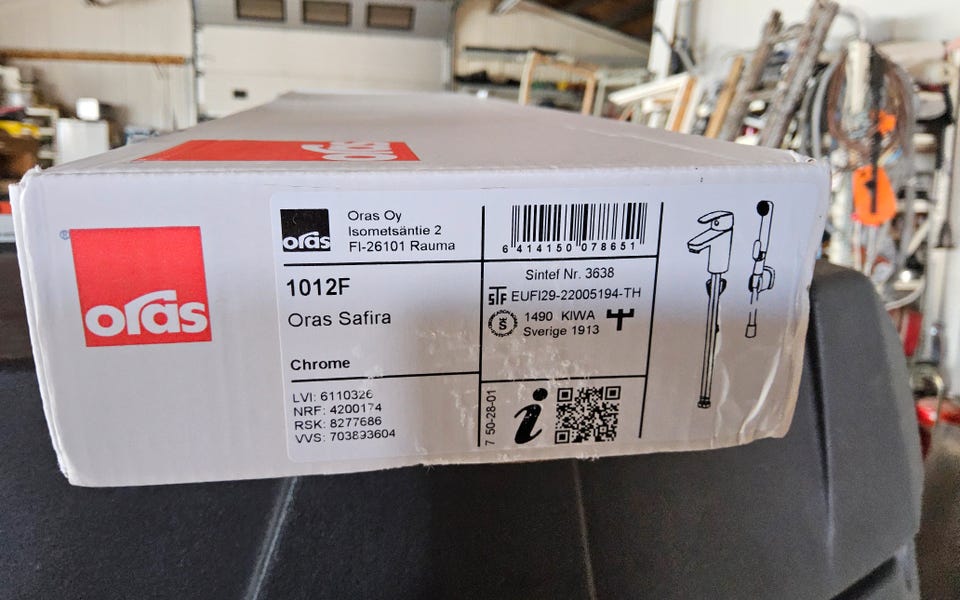 oras
® oras
oras
Oras Oy
Isometsäntie 2
FI-26101 Rauma
1012F
Oras Safira
Chrome
LVI: 6110326
NRF: 4200174
RSK: 8277686
VVS: 703893604
6 414150 078651
Sintef Nr. 3638
STF EUFI29-22005194-TH
1490 KIWA
Sverige 1913
7 50-28-01
i